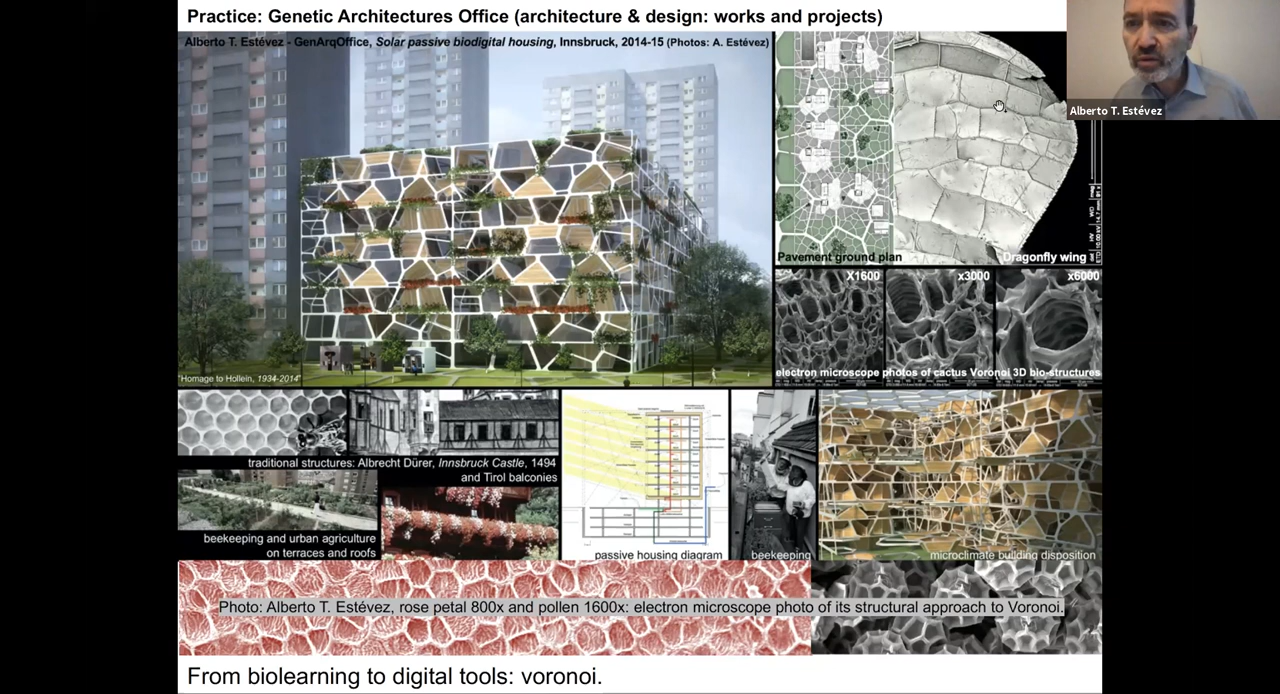 Practice: Genetic Architectures Office (architecture & design: works and projects)
Alberto T. Estévez - GenArqOffice, Solar passive biodigital housing, Innsbruck, 2014-15 (Photos: A. Estévez)
Alberto T. Estévez
"Homage to Hollein, 1934-2014"
Pavement ground plan
Dragonfly wing
X1600
x3000
x6000
electron microscope photos of cactus Voronoi 3D bio-structures
traditional structures: Albrecht Dürer, Innsbruck Castle, 1494
and Tirol balconies
beekeeping and urban agriculture
on terraces and roofs
passive housing diagram
beekeeping
microclimate building disposition
Photo: Alberto T. Estévez, rose petal 800x and pollen 1600x: electron microscope photo of its structural approach to Voronoi.
From biolearning to digital tools: voronoi.